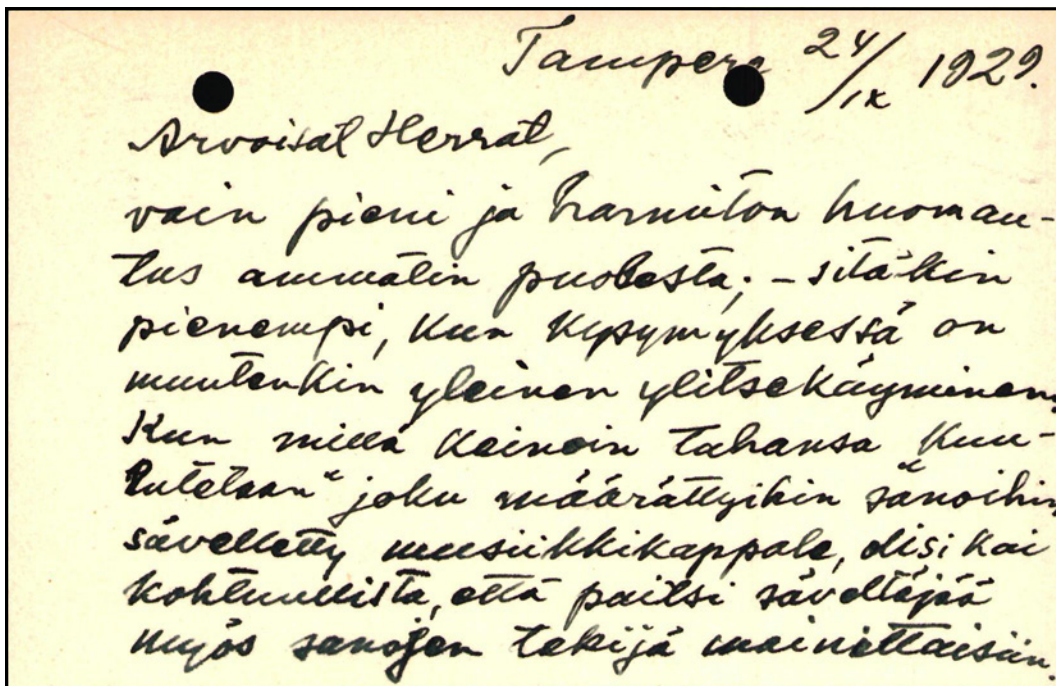 Tampere 24/IX 1929.
Arvoisat Herrat,
vain pieni ja harmiton huomau-
tus ammatin puolesta; - sitäkin
pienempi, kun kysymyksessä on
muutenkin yleinen ylitsekäyminen.
Kun millä keinoin tahansa „kuu-
lutetaan“ joku määrättyihin sanoihin
sävelletty musiikkikappale, olisi kai
kohtuullista, että paitsi säveltäjää
myös sanojen tekijä mainittaisiin.